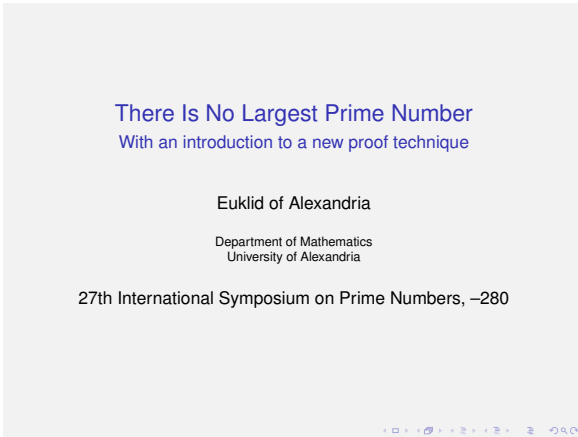 There Is No Largest Prime Number
With an introduction to a new proof technique
Euklid of Alexandria
Department of Mathematics
University of Alexandria
27th International Symposium on Prime Numbers, –280